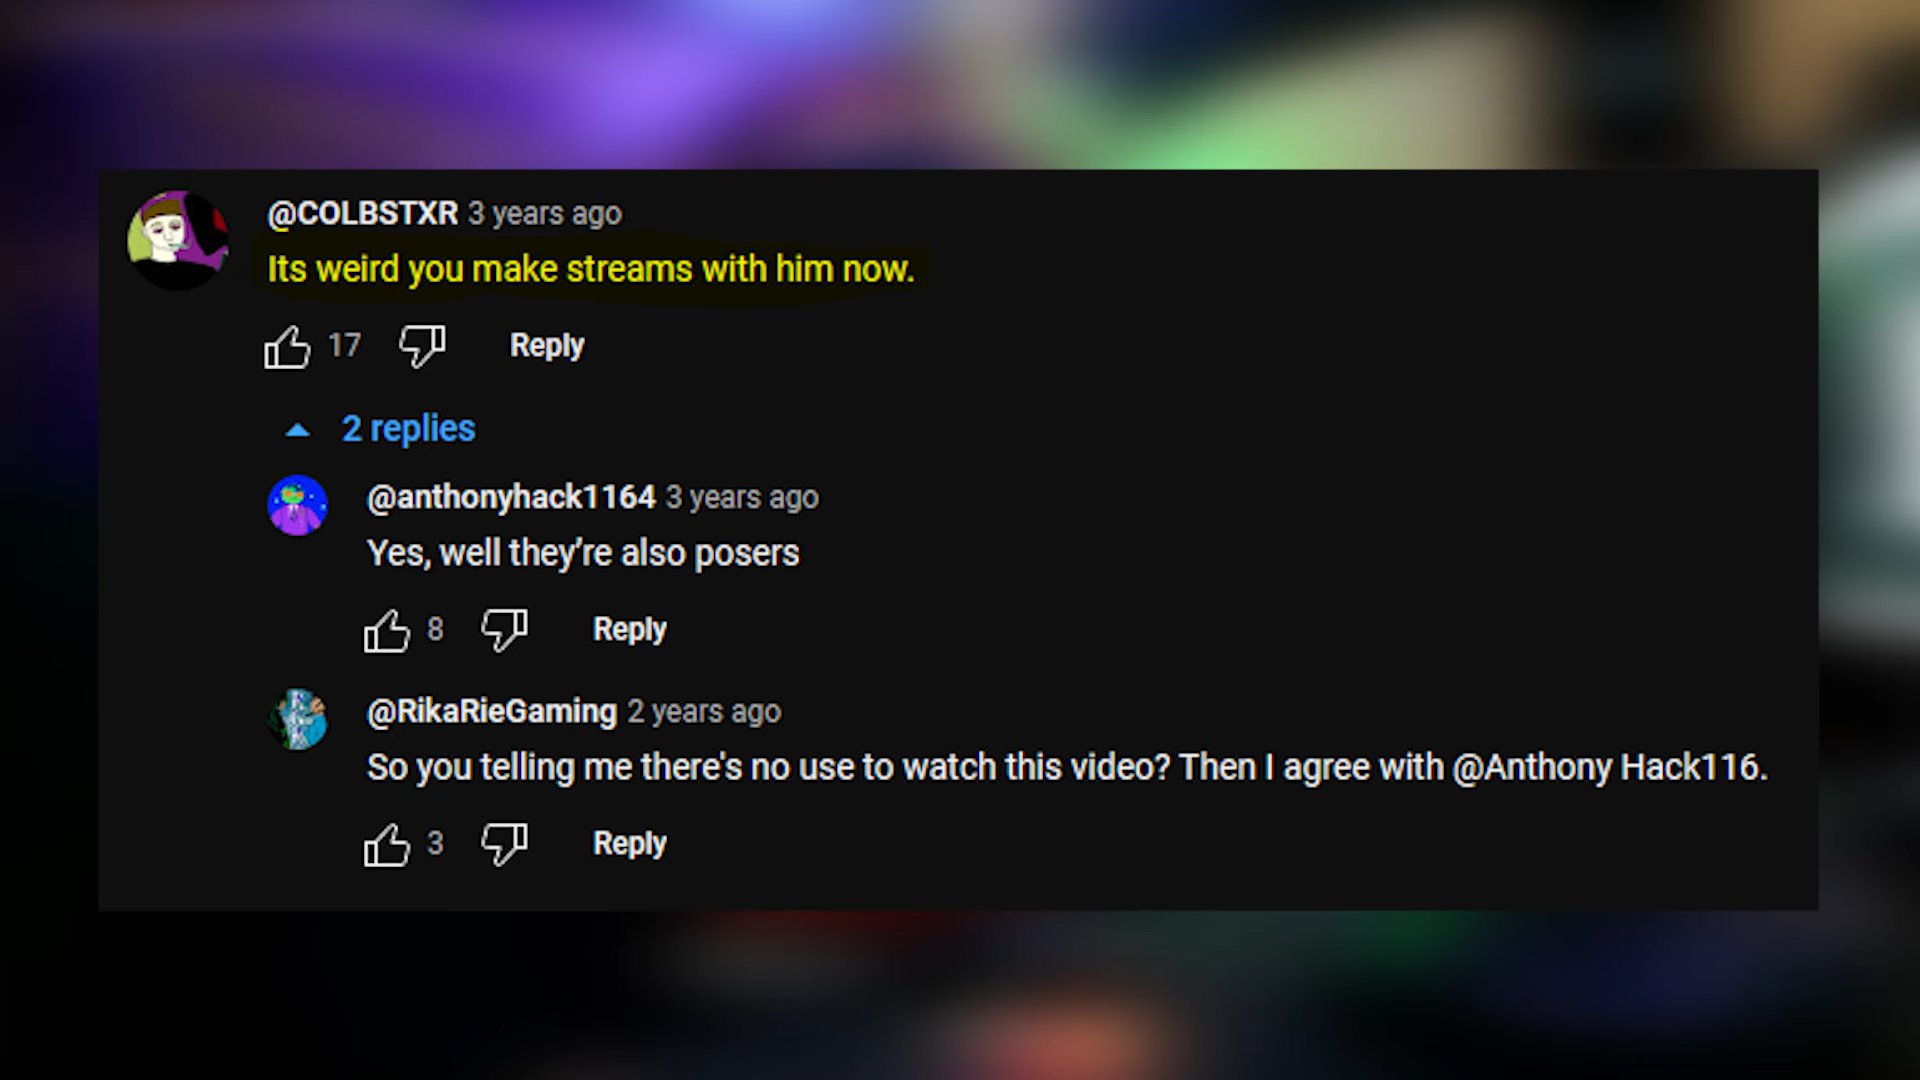 @COLBSTXR 3 years ago
Its weird you make streams with him now.
17 Reply
2 replies
@anthonyhack1164 3 years ago
Yes, well they're also posers
8 Reply
@RikaRieGaming 2 years ago
So you telling me there's no use to watch this video? Then I agree with @Anthony Hack116.
3 Reply